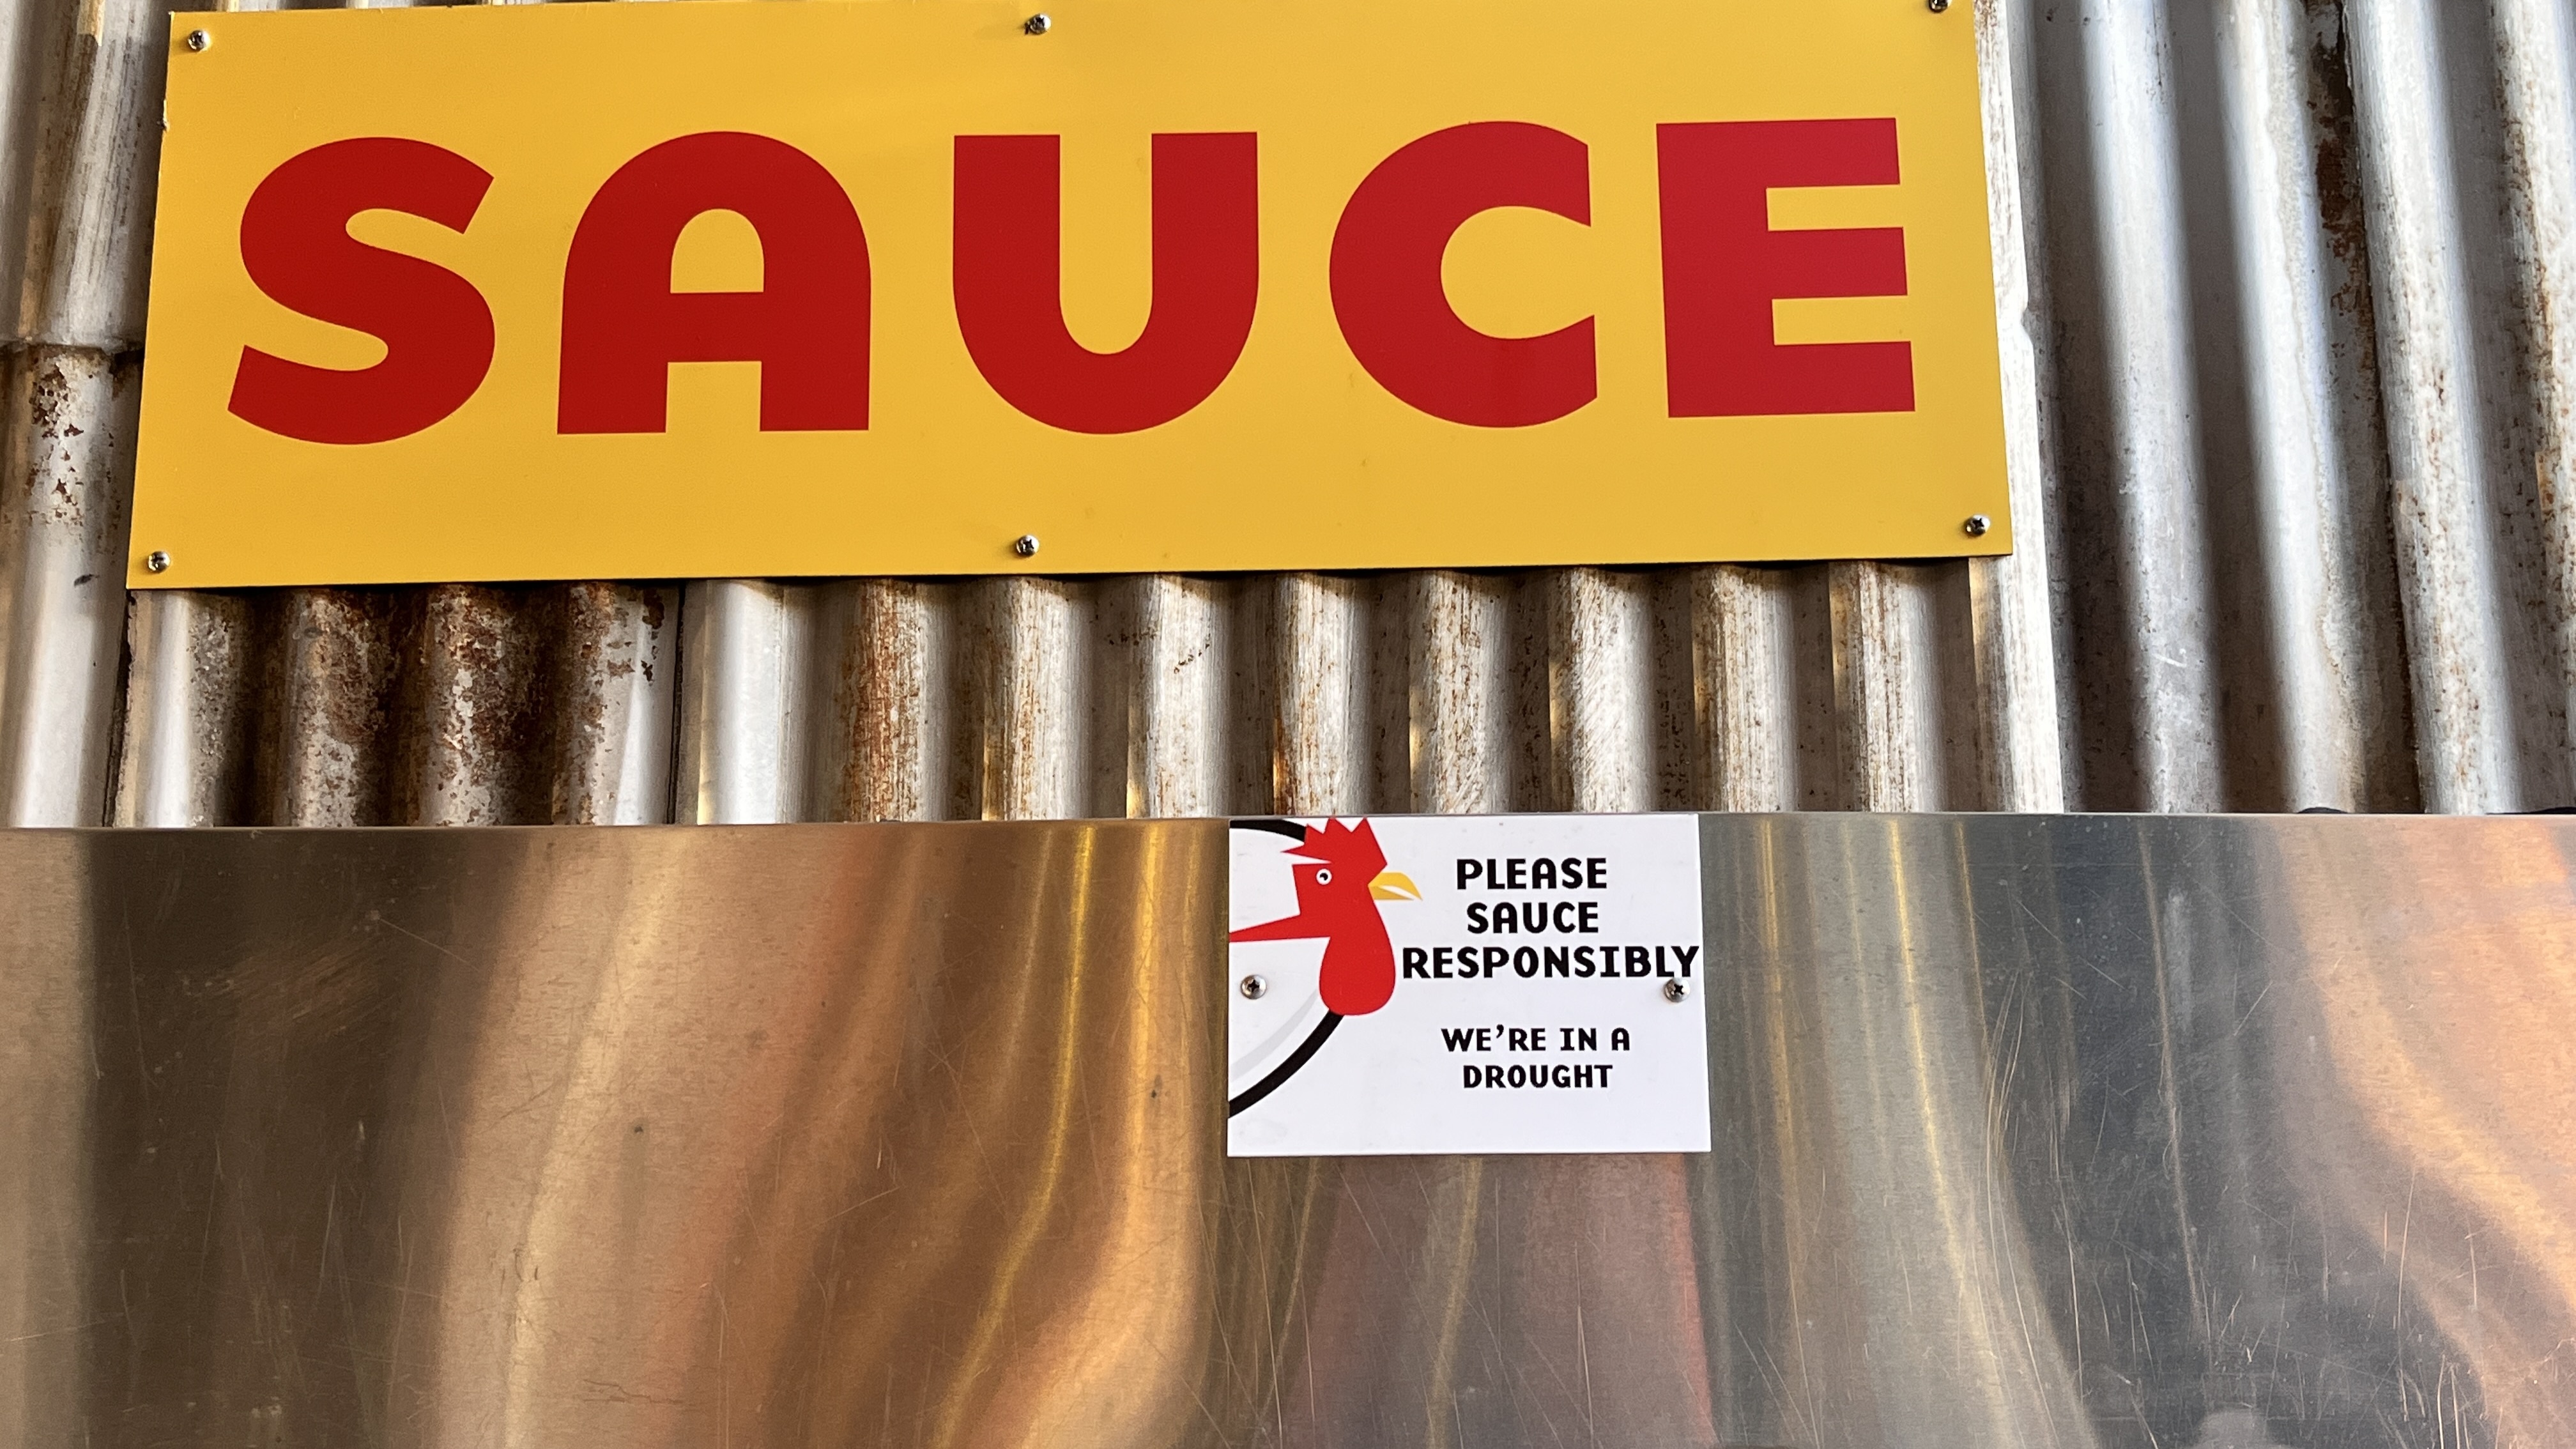 SAUCE
PLEASE
SAUCE
RESPONSIBLY
WE'RE IN A
DROUGHT